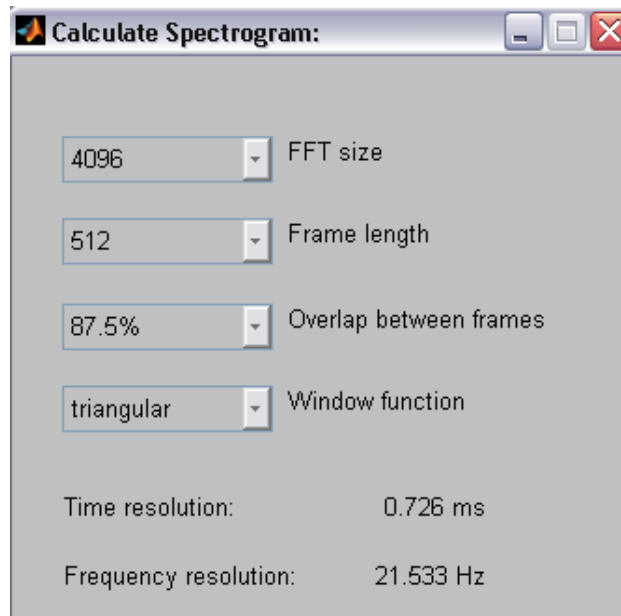 Calculate Spectrogram:
4096 FFT size
512 Frame length
87.5% Overlap between frames
triangular Window function
Time resolution: 0.726 ms
Frequency resolution: 21.533 Hz